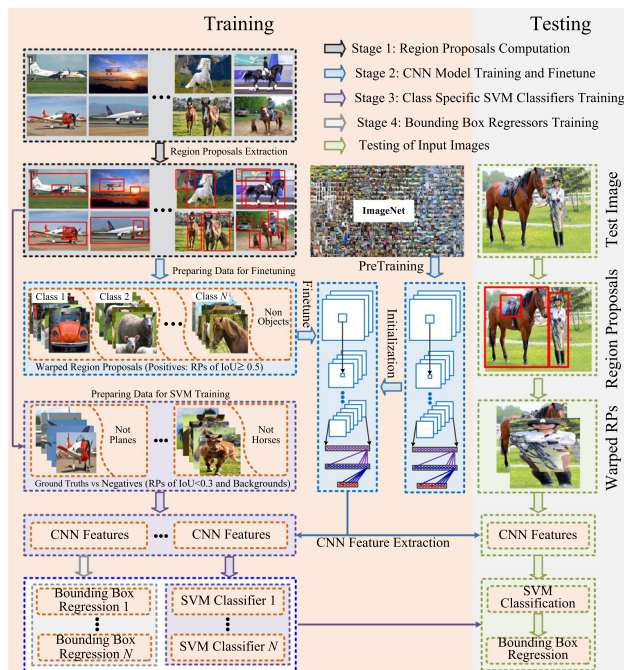 Training
Testing
Stage 1: Region Proposals Computation
Stage 2: CNN Model Training and Finetune
Stage 3: Class Specific SVM Classifiers Training
Stage 4: Bounding Box Regressors Training
Testing of Input Images
Region Proposals Extraction
ImageNet
Test Image
PreTraining
Preparing Data for Finetuning
Class 1
Class 2
Class N
Non
Objects
Warped Region Proposals (Positives: RPs of IoU≥ 0.5)
Finetune
Initialization
Region Proposals
Preparing Data for SVM Training
Not
Planes
Not
Horses
Ground Truths vs Negatives (RPs of IoU<0.3 and Backgrounds)
Warped RPs
CNN Features
CNN Features
CNN Feature Extraction
CNN Features
Bounding Box
Regression 1
Bounding Box
Regression N
SVM Classifier 1
SVM Classifier N
SVM
Classification
Bounding Box
Regression